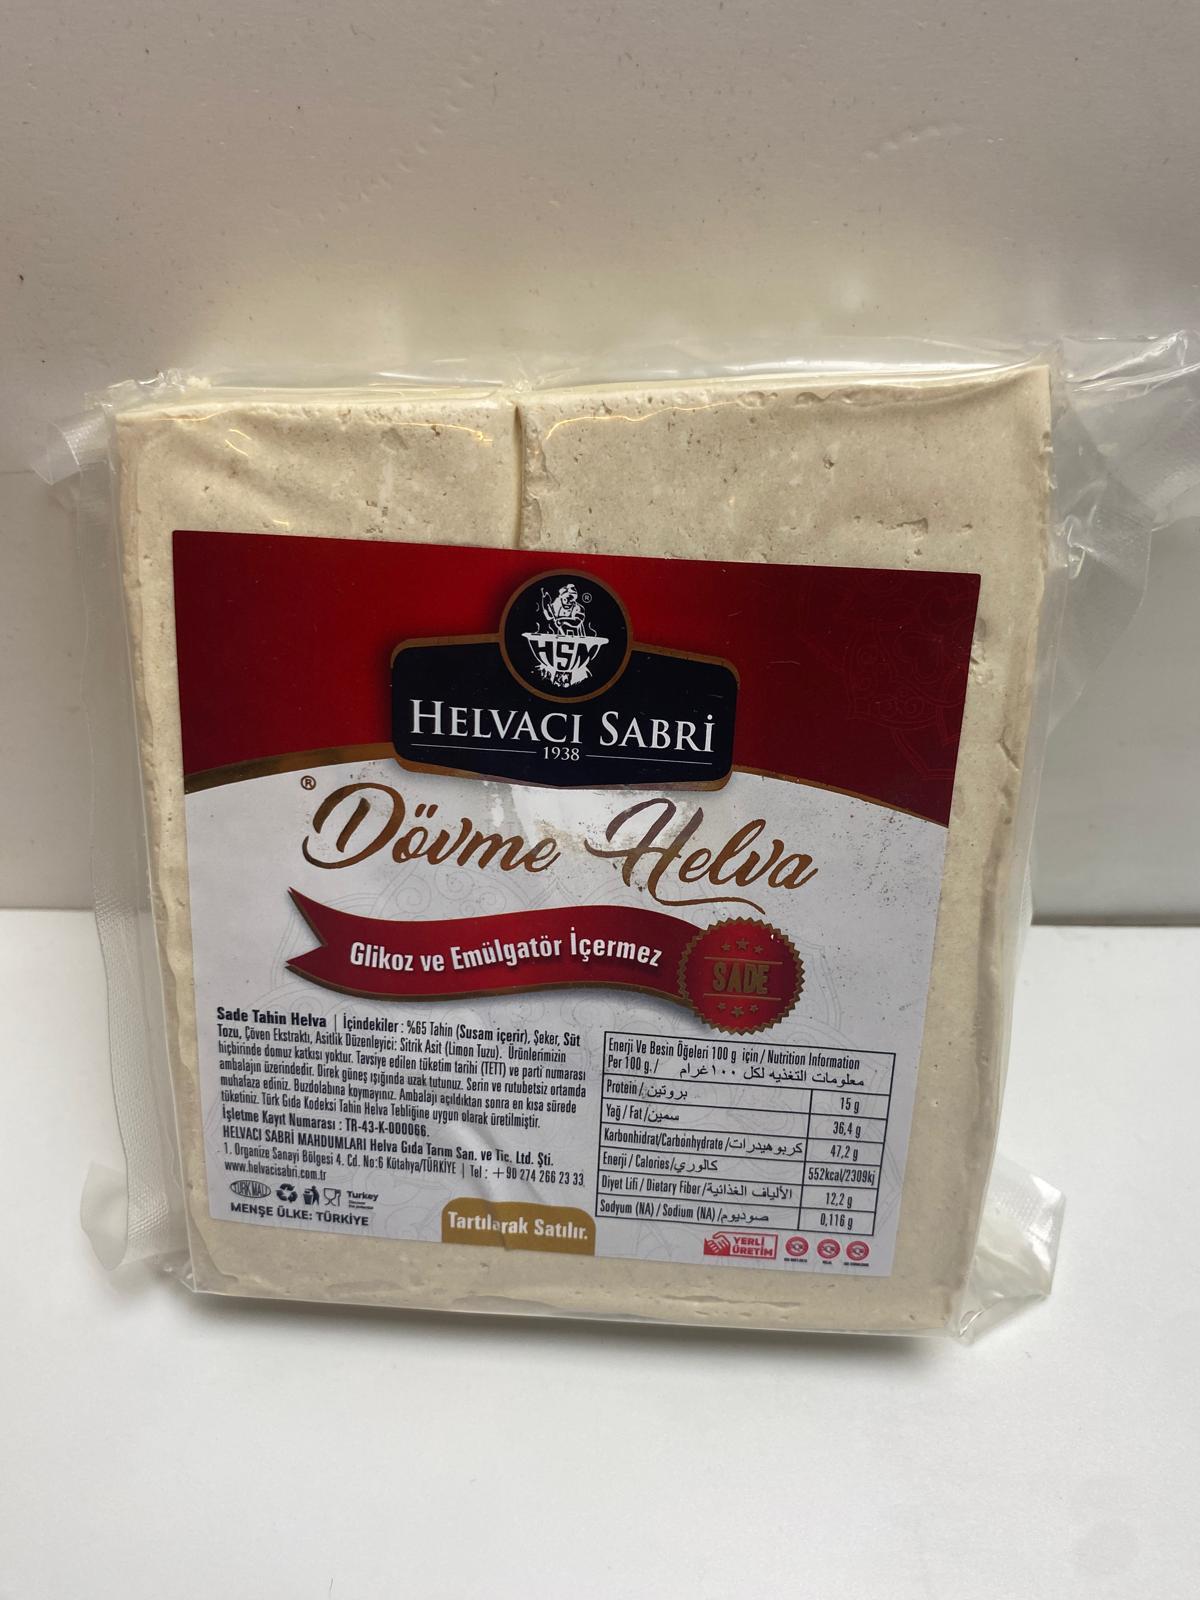 HSM
®
HELVACI SABRİ
1938
® Dövme Helva
Glikoz ve Emülgatör İçermez
SADE
Sade Tahin Helva | İçindekiler : %65 Tahin (Susam içerir), Şeker, Süt
Tozu, Çöven Ekstraktı, Asitlik Düzenleyici: Sitrik Asit (Limon Tuzu). Ürünlerimizin
hiçbirinde domuz katkısı yoktur. Tavsiye edilen tüketim tarihi (TETT) ve parti numarası
ambalajın üzerindedir. Direk güneş ışığında uzak tutunuz. Serin ve rutubetsiz ortamda
muhafaza ediniz. Buzdolabına koymayınız. Ambalajı açıldıktan sonra en kısa sürede
tüketiniz. Türk Gıda Kodeksi Tahin Helva Tebliğine uygun olarak üretilmiştir.
İşletme Kayıt Numarası : TR-43-K-000066.
HELVACI SABRİ MAHDUMLARI Helva Gıda Tarım San. ve Tic. Ltd. Şti.
1. Organize Sanayi Bölgesi 4. Cd. No:6 Kütahya/TÜRKİYE | Tel : +90 274 266 23 33
www.helvacisabri.com.tr
TÜRK MALI
Turkey
MENŞE ÜLKE: TÜRKİYE
Tartılarak Satılır.
Enerji Ve Besin Öğeleri 100 g için / Nutrition Information
Per 100 g./ معلومات التغذيه لكل ١٠٠ غرام
Protein/بروتين 15 g
Yağ/Fat/سمين 36,4 g
Karbonhidrat/Carbonhydrate/كربوهيدرات 47,2 g
Enerji/Calories/كالوري 552kcal/2309kj
Diyet Lifi/Dietary Fiber/الألياف الغذائية 12,2 g
Sodyum (NA)/Sodium (NA)/صوديوم 0,116 g
YERLİ
ÜRETİM